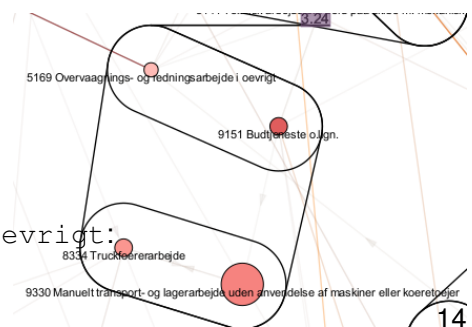 3.24
5169 Overvaagnings- og redningsarbejde i oevrigt
9151 Budtjeneste o.lign.
evrigt:
8334 Truckfoererarbejde
9330 Manuelt transport- og lagerarbejde uden anvendelse af maskiner eller koeretoejer
14